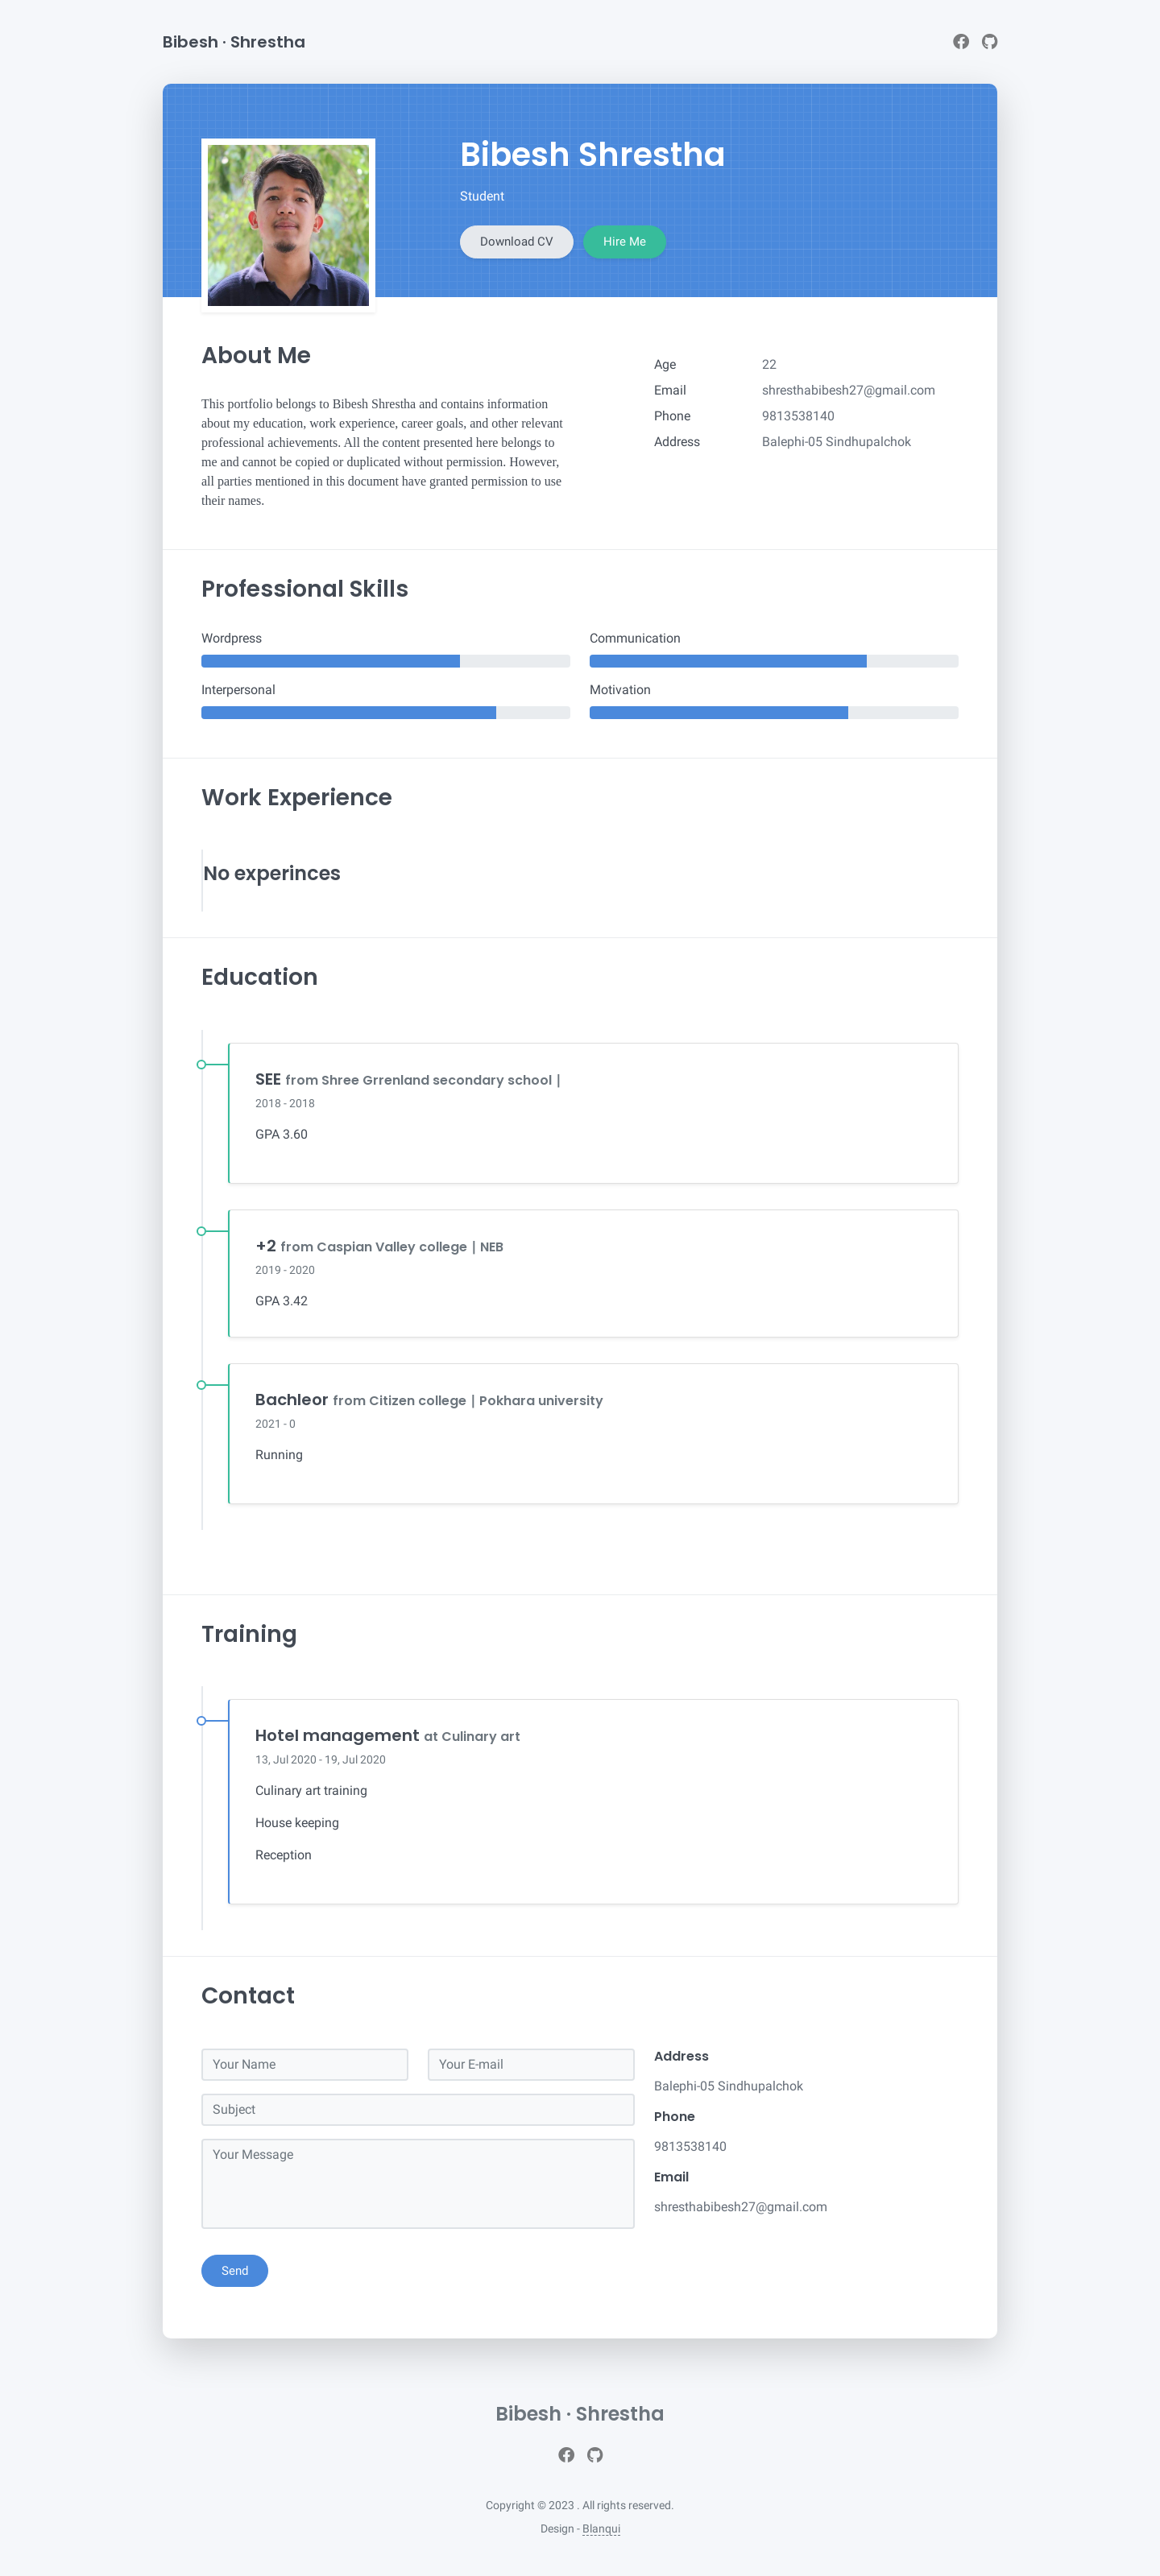 Bibesh · Shrestha
Bibesh Shrestha
Student
Download CV
Hire Me
About Me
This portfolio belongs to Bibesh Shrestha and contains information
about my education, work experience, career goals, and other relevant
professional achievements. All the content presented here belongs to
me and cannot be copied or duplicated without permission. However,
all parties mentioned in this document have granted permission to use
their names.
Age 22
Email shresthabibesh27@gmail.com
Phone 9813538140
Address Balephi-05 Sindhupalchok
Professional Skills
Wordpress
Communication
Interpersonal
Motivation
Work Experience
No experinces
Education
SEE from Shree Grrenland secondary school |
2018 - 2018
GPA 3.60
+2 from Caspian Valley college | NEB
2019 - 2020
GPA 3.42
Bachleor from Citizen college | Pokhara university
2021 - 0
Running
Training
Hotel management at Culinary art
13, Jul 2020 - 19, Jul 2020
Culinary art training
House keeping
Reception
Contact
Your Name
Your E-mail
Subject
Your Message
Send
Address
Balephi-05 Sindhupalchok
Phone
9813538140
Email
shresthabibesh27@gmail.com
Bibesh · Shrestha
Copyright © 2023 . All rights reserved.
Design - Blanqui